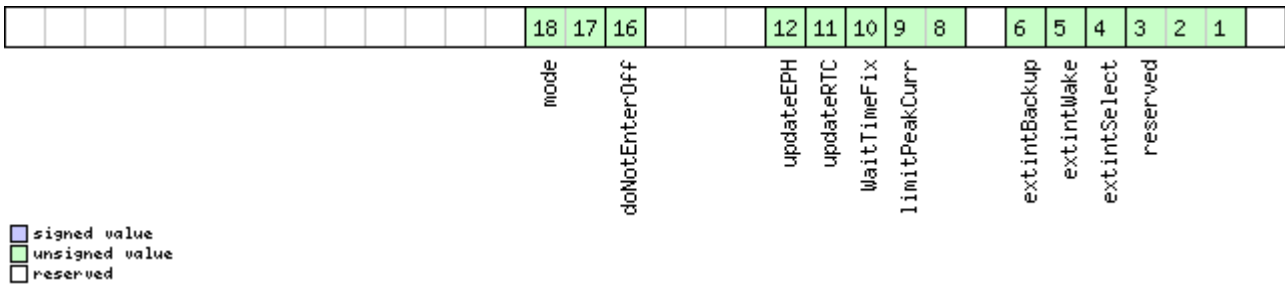 18 17 16 12 11 10 9 8 6 5 4 3 2 1
mode
doNotEnterOff
updateEPH
updateRTC
WaitTimeFix
limitPeakCurr
extintBackup
extintWake
extintSelect
reserved
signed value
unsigned value
reserved